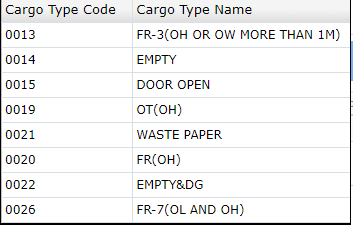 Cargo Type Code Cargo Type Name
0013 FR-3(OH OR OW MORE THAN 1M)
0014 EMPTY
0015 DOOR OPEN
0019 OT(OH)
0021 WASTE PAPER
0020 FR(OH)
0022 EMPTY&DG
0026 FR-7(OL AND OH)